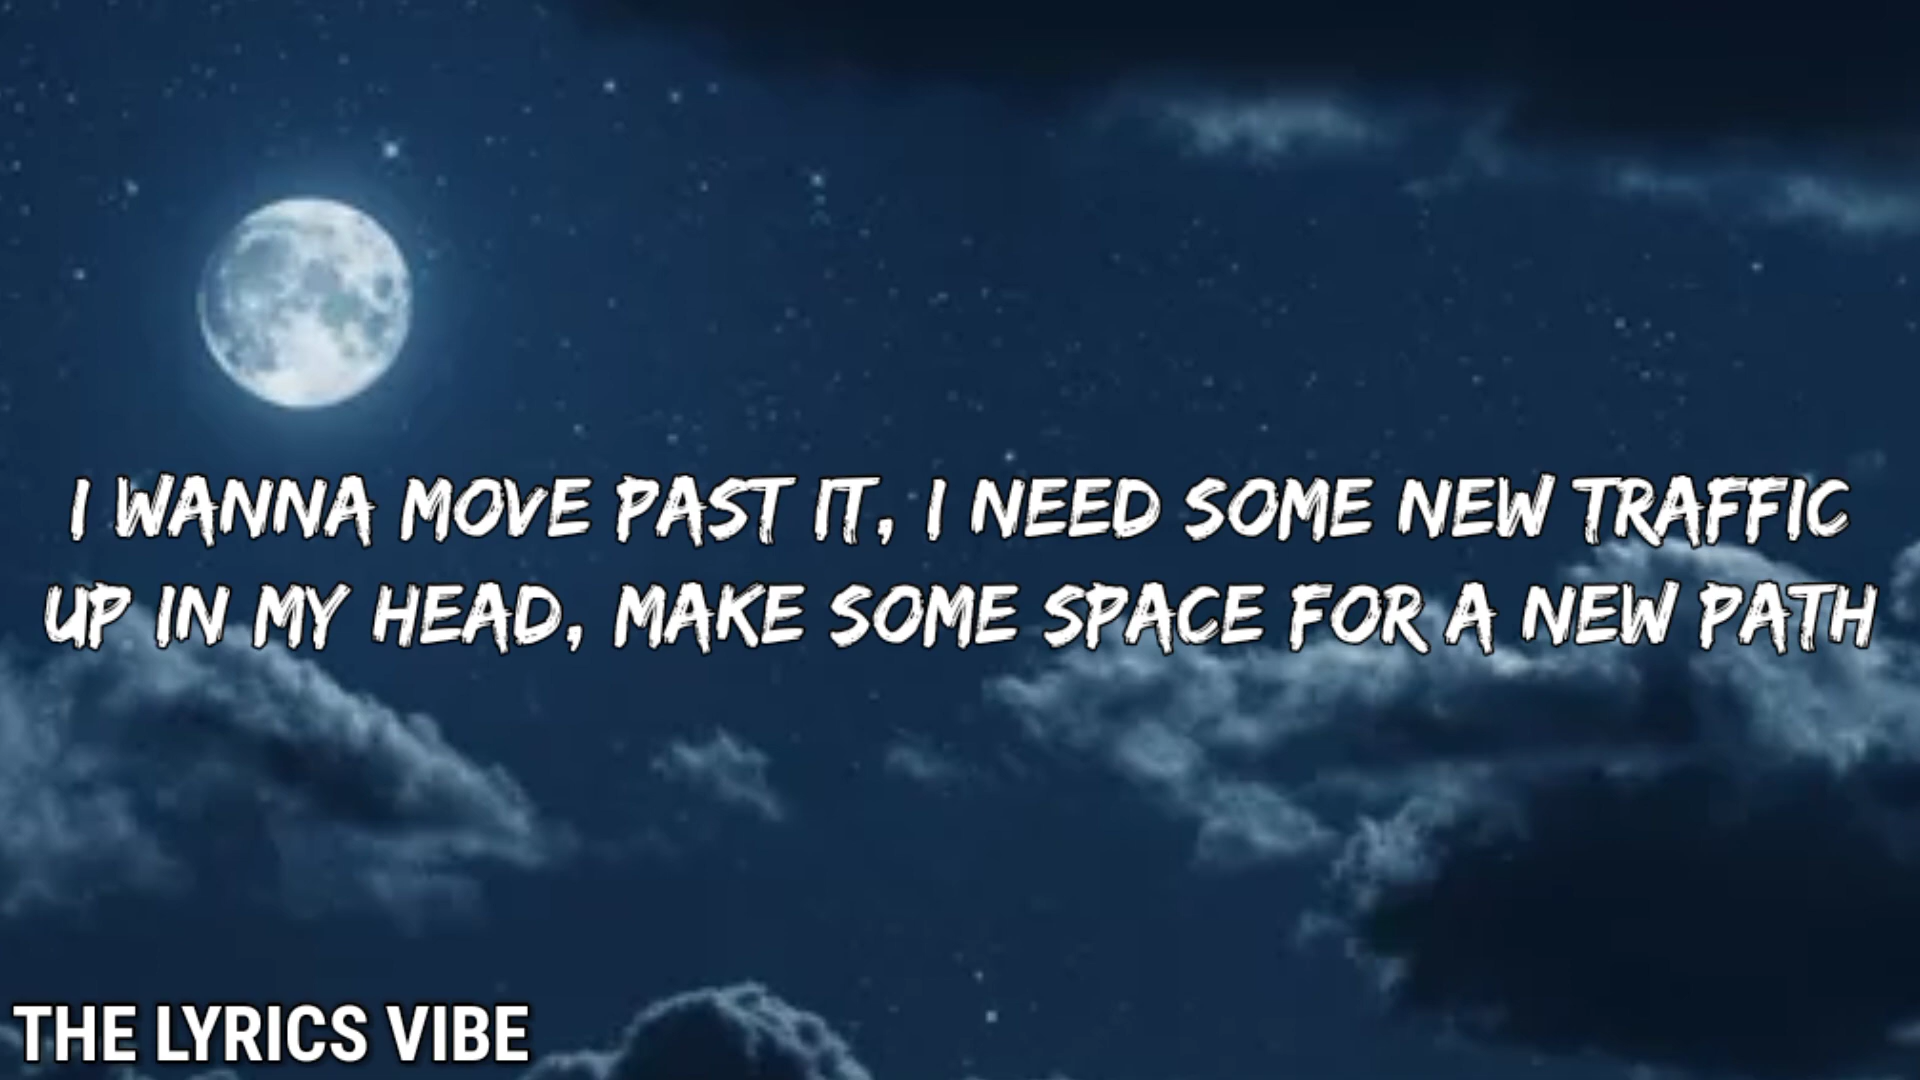 I WANNA MOVE PAST IT, I NEED SOME NEW TRAFFIC
UP IN MY HEAD, MAKE SOME SPACE FOR A NEW PATH
THE LYRICS VIBE